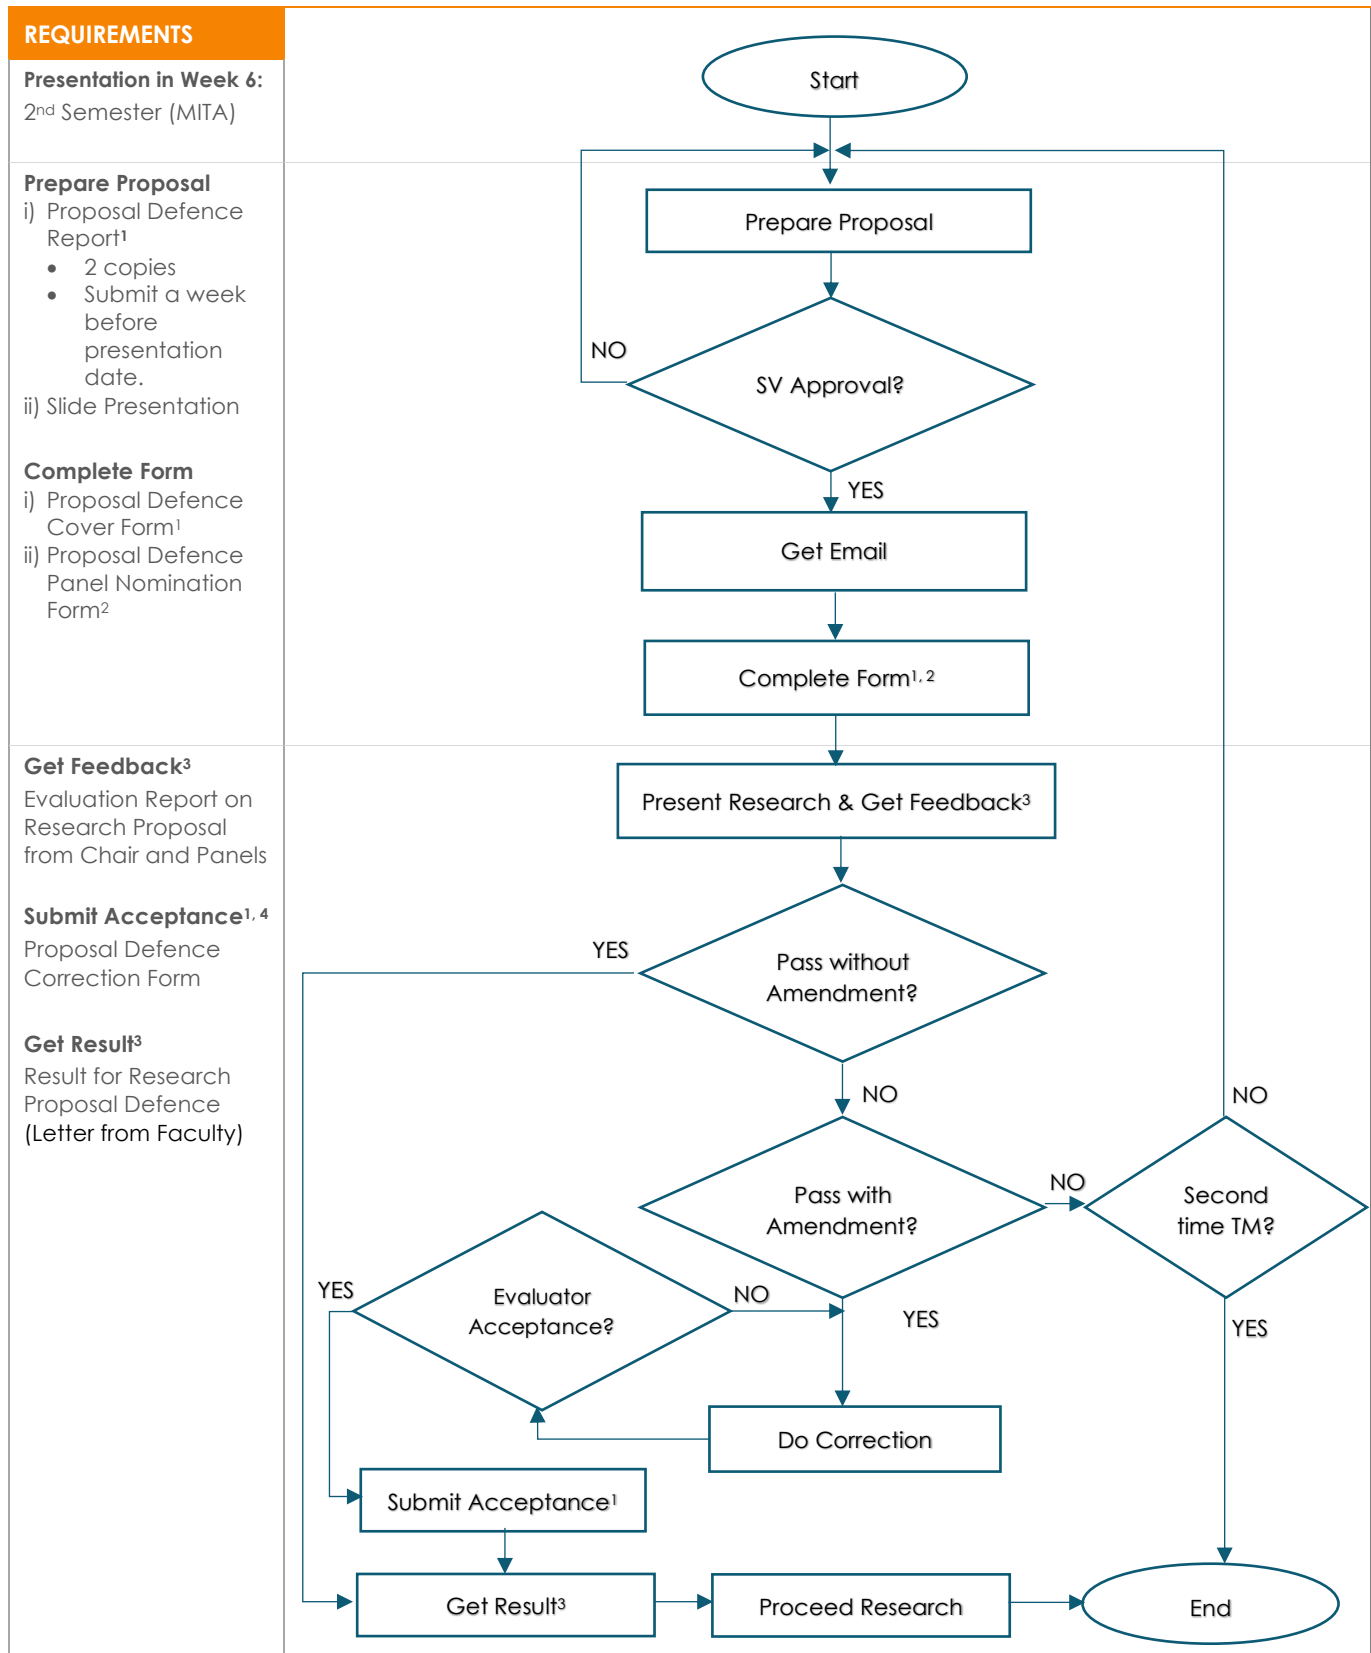 REQUIREMENTS
Presentation in Week 6:
2nd Semester (MITA)
Prepare Proposal
i) Proposal Defence
Report1
• 2 copies
• Submit a week
before
presentation
date.
ii) Slide Presentation
Complete Form
i) Proposal Defence
Cover Form1
ii) Proposal Defence
Panel Nomination
Form2
Get Feedback3
Evaluation Report on
Research Proposal
from Chair and Panels
Submit Acceptance1, 4
Proposal Defence
Correction Form
Get Result3
Result for Research
Proposal Defence
(Letter from Faculty)
Start
Prepare Proposal
NO
SV Approval?
YES
Get Email
Complete Form1, 2
Present Research & Get Feedback3
YES
Pass without
Amendment?
NO
NO
Pass with
Amendment?
NO
Second
time TM?
YES
Evaluator
Acceptance?
NO
YES
YES
Do Correction
Submit Acceptance1
Get Result3
Proceed Research
End